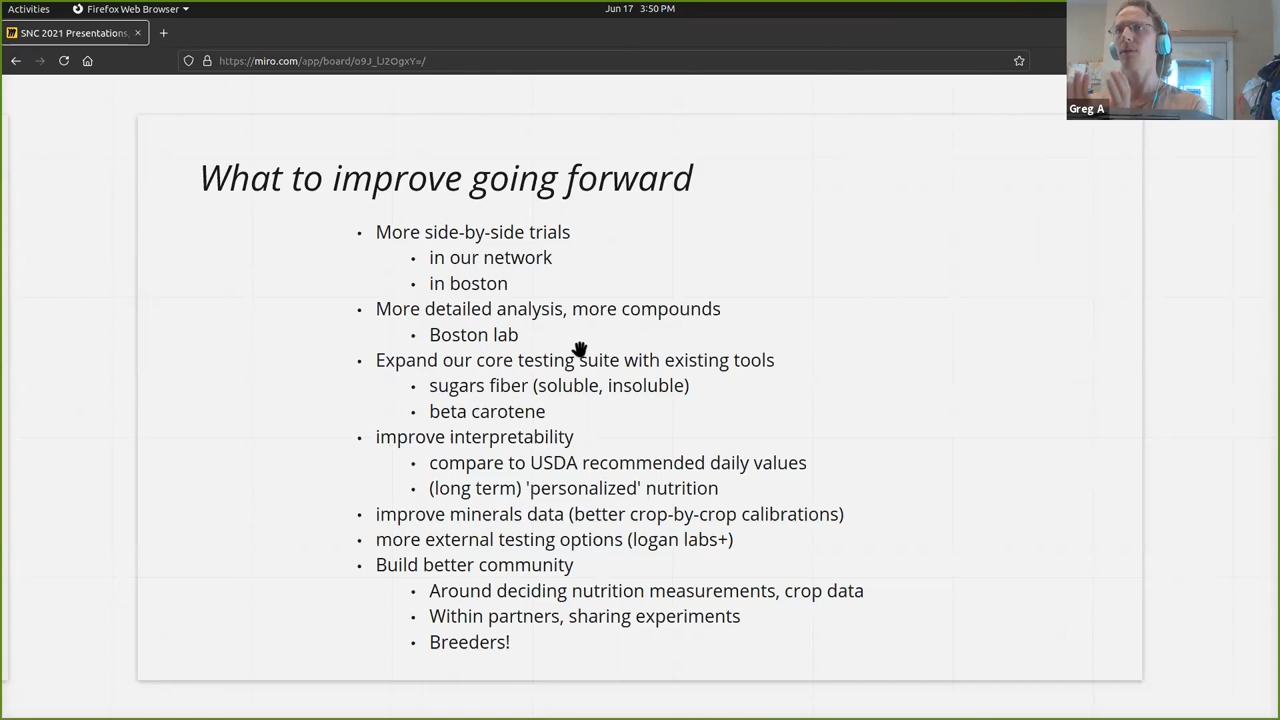 Activities
Firefox Web Browser
Jun 17 3:50 PM
SNC 2021 Presentations,
https://miro.com/app/board/o9J_lJ2OgxY=/
Greg A
What to improve going forward
• More side-by-side trials
• in our network
• in boston
• More detailed analysis, more compounds
• Boston lab
• Expand our core testing suite with existing tools
• sugars fiber (soluble, insoluble)
• beta carotene
• improve interpretability
• compare to USDA recommended daily values
• (long term) 'personalized' nutrition
• improve minerals data (better crop-by-crop calibrations)
• more external testing options (logan labs+)
• Build better community
• Around deciding nutrition measurements, crop data
• Within partners, sharing experiments
• Breeders!